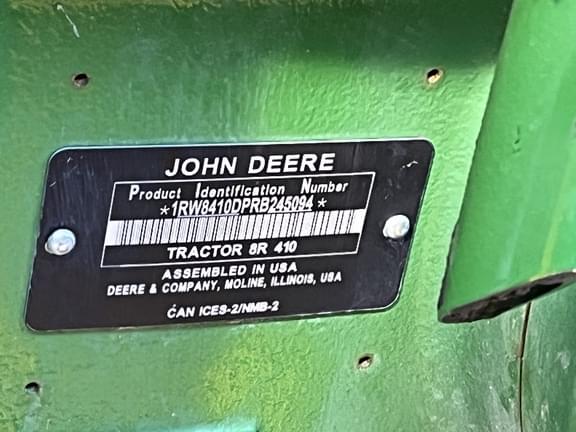 JOHN DEERE
Product Identification Number
*1RW8410DPRB245094*
TRACTOR 8R 410
ASSEMBLED IN USA
DEERE & COMPANY, MOLINE, ILLINOIS, USA
CAN ICES-2/NMB-2